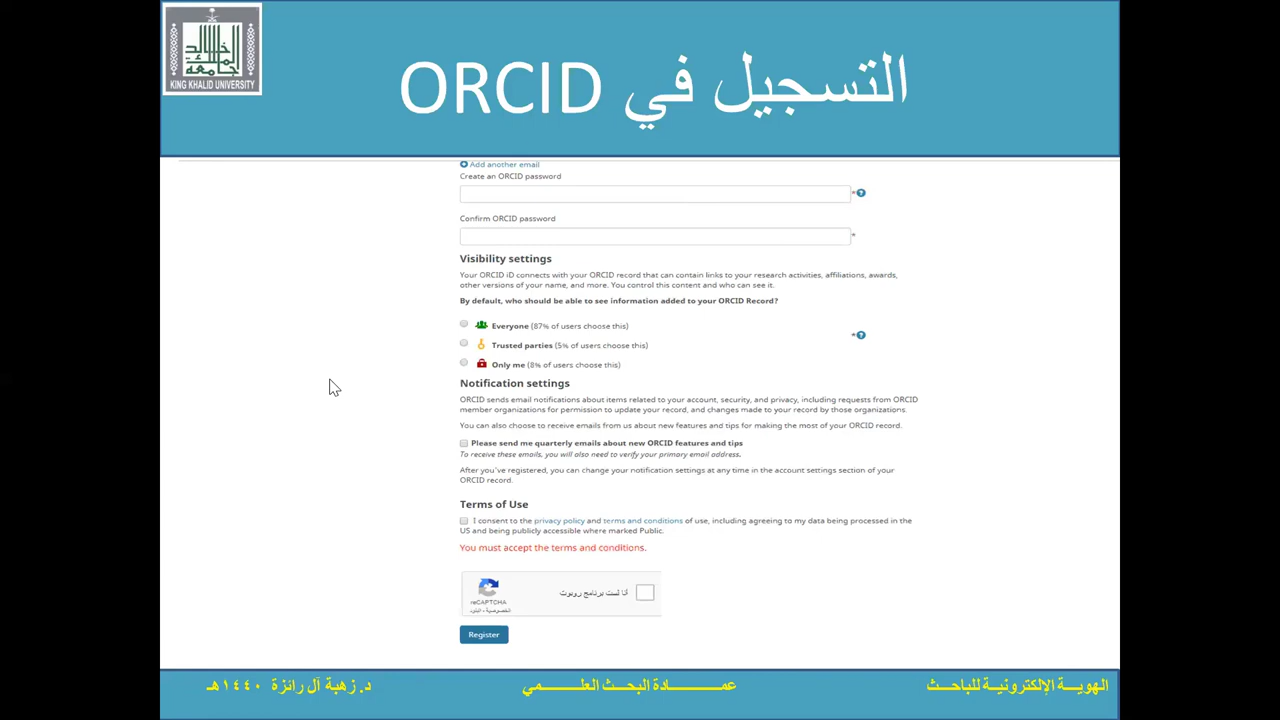 جامعة الملك خالد
KING KHALID UNIVERSITY
التسجيل في ORCID
Add another email
Create an ORCID password
*
Confirm ORCID password
*
Visibility settings
Your ORCID iD connects with your ORCID record that can contain links to your research activities, affiliations, awards,
other versions of your name, and more. You control this content and who can see it.
By default, who should be able to see information added to your ORCID Record?
Everyone (87% of users choose this)
*
Trusted parties (5% of users choose this)
Only me (8% of users choose this)
Notification settings
ORCID sends email notifications about items related to your account, security, and privacy, including requests from ORCID
member organizations for permission to update your record, and changes made to your record by those organizations.
You can also choose to receive emails from us about new features and tips for making the most of your ORCID record.
Please send me quarterly emails about new ORCID features and tips
To receive these emails, you will also need to verify your primary email address.
After you've registered, you can change your notification settings at any time in the account settings section of your
ORCID record.
Terms of Use
I consent to the privacy policy and terms and conditions of use, including agreeing to my data being processed in the
US and being publicly accessible where marked Public.
You must accept the terms and conditions.
أنا لست برنامج روبوت
reCAPTCHA
الخصوصية - البنود
Register
الهويـــة الإلكترونيـــة للباحـــث
عمـــــــــادة البحـــث العلـــــــــمي
د. زهبة آل رائزة ١٤٤٠هـ